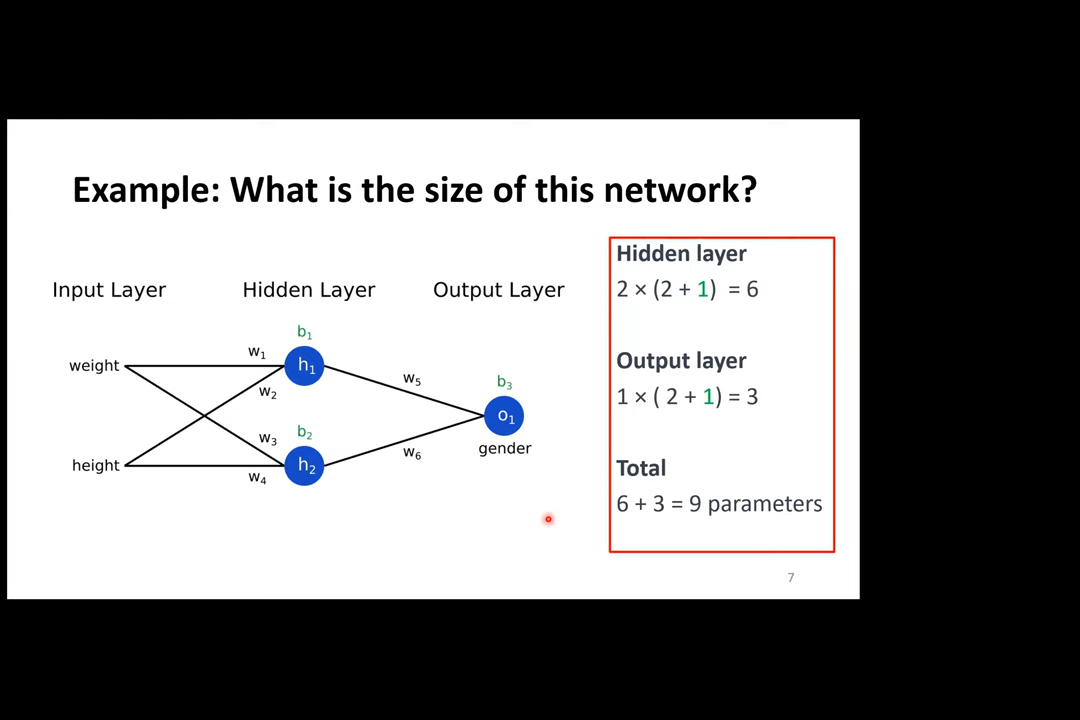 Example: What is the size of this network?
Input Layer
Hidden Layer
Output Layer
weight
height
w₁
w₂
w₃
w₄
b₁
h₁
b₂
h₂
w₅
w₆
b₃
o₁
gender
Hidden layer
2 × (2 + 1) = 6
Output layer
1 × ( 2 + 1) = 3
Total
6 + 3 = 9 parameters
7